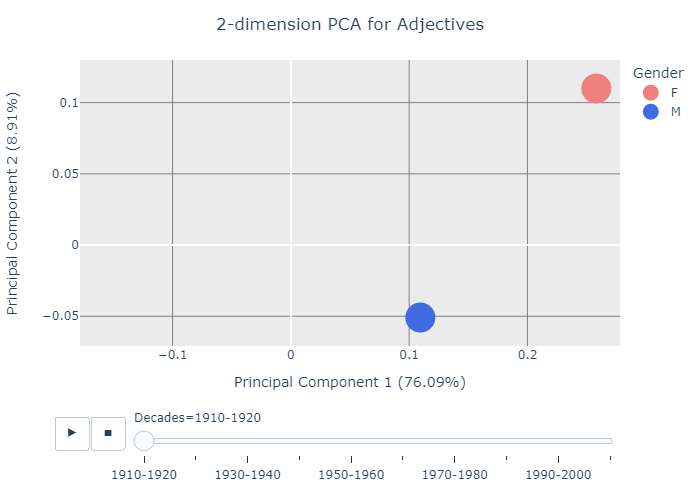 2-dimension PCA for Adjectives
Gender
F
M
Principal Component 2 (8.91%)
0.1
0.05
0
−0.05
−0.1
0
0.1
0.2
Principal Component 1 (76.09%)
Decades=1910-1920
1910-1920
1930-1940
1950-1960
1970-1980
1990-2000